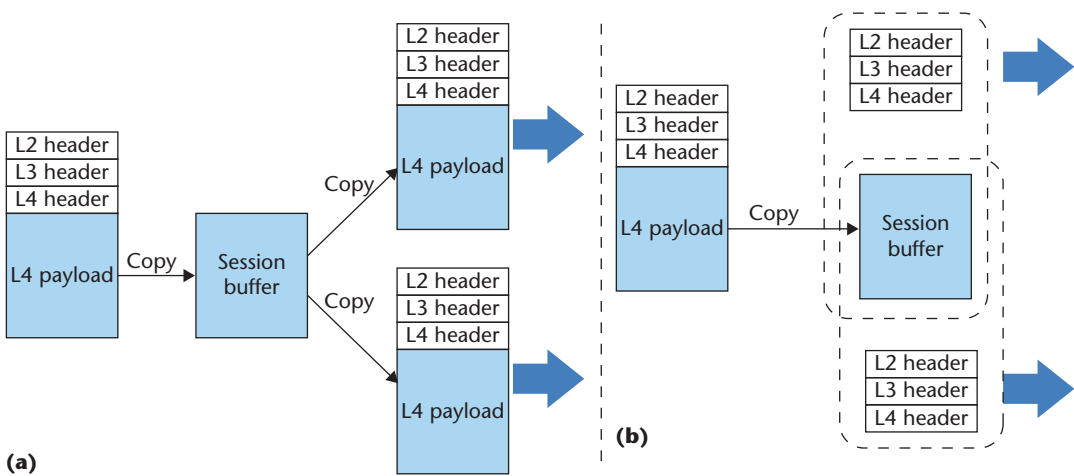 L2 header
L3 header
L4 header
L4 payload
Copy
Session
buffer
Copy
L2 header
L3 header
L4 header
L4 payload
Copy
L2 header
L3 header
L4 header
L4 payload
(a)
L2 header
L3 header
L4 header
L4 payload
Copy
L2 header
L3 header
L4 header
Session
buffer
L2 header
L3 header
L4 header
(b)